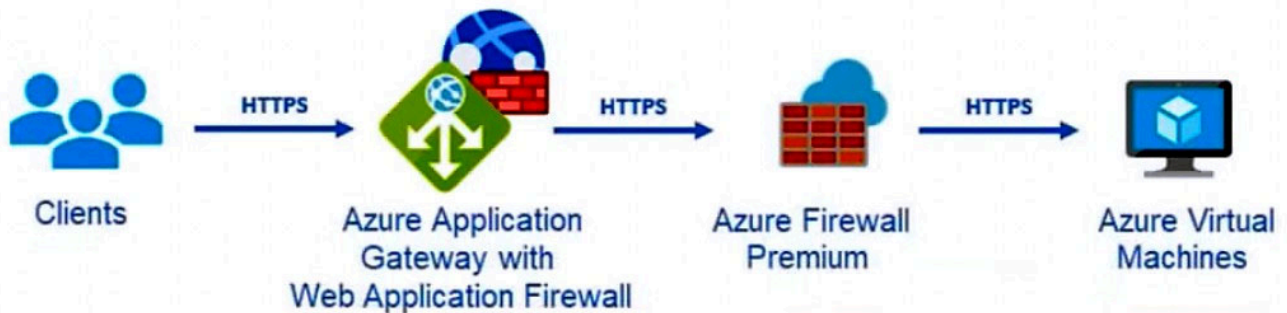 HTTPS
HTTPS
HTTPS
Clients
Azure Application
Gateway with
Web Application Firewall
Azure Firewall
Premium
Azure Virtual
Machines